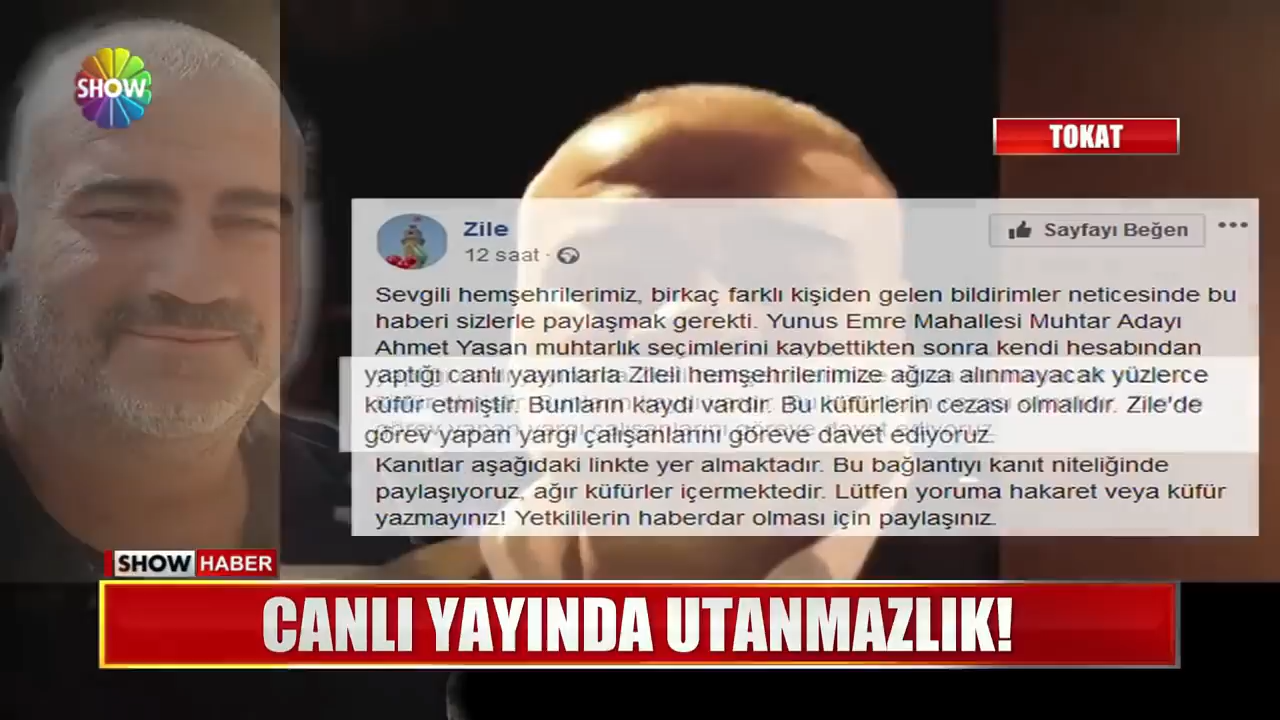 SHOW
TOKAT
Zile
Sayfayı Beğen
12 saat ·
Sevgili hemşehrilerimiz, birkaç farklı kişiden gelen bildirimler neticesinde bu
haberi sizlerle paylaşmak gerekti. Yunus Emre Mahallesi Muhtar Adayı
Ahmet Yasan muhtarlık seçimlerini kaybettikten sonra kendi hesabından
yaptığı canlı yayınlarla Zileli hemşehrilerimize ağıza alınmayacak yüzlerce
küfür etmiştir. Bunların kaydı vardır. Bu küfürlerin cezası olmalıdır. Zile'de
görev yapan yargı çalışanlarını göreve davet ediyoruz.
Kanıtlar aşağıdaki linkte yer almaktadır. Bu bağlantıyı kanıt niteliğinde
paylaşıyoruz, ağır küfürler içermektedir. Lütfen yoruma hakaret veya küfür
yazmayınız! Yetkililerin haberdar olması için paylaşınız.
SHOW HABER
CANLI YAYINDA UTANMAZLIK!